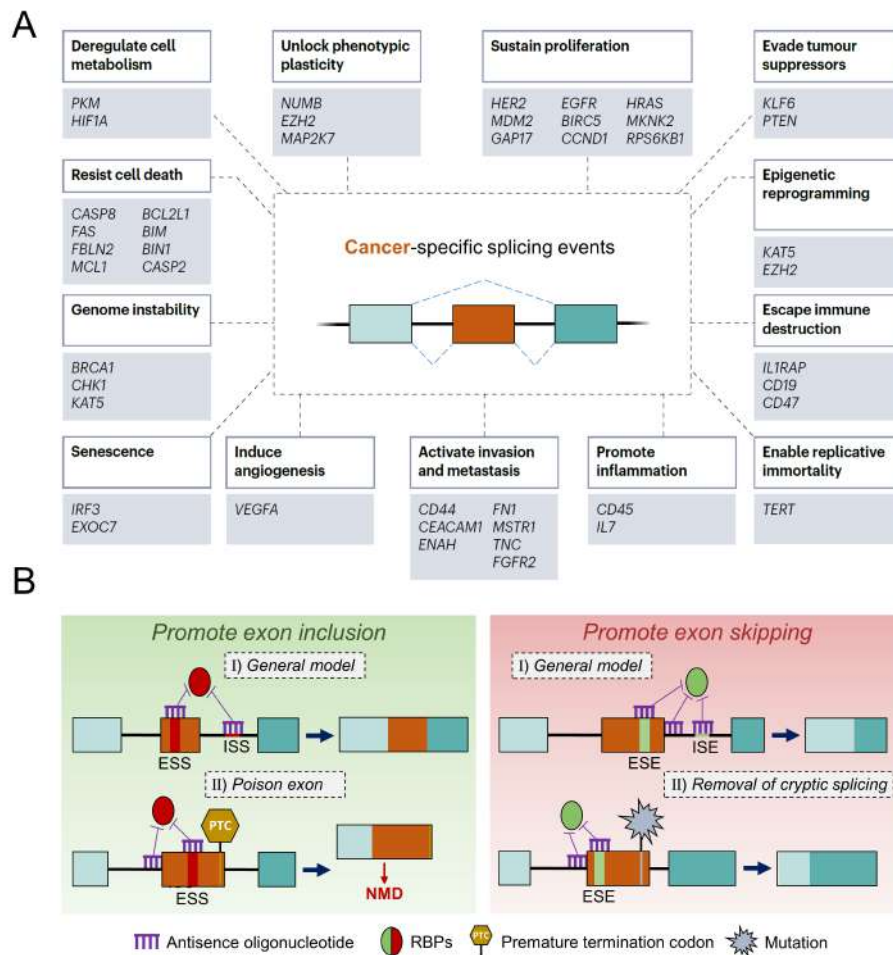 A
Deregulate cell
metabolism
PKM
HIF1A
Unlock phenotypic
plasticity
NUMB
EZH2
MAP2K7
Sustain proliferation
HER2 EGFR HRAS
MDM2 BIRC5 MKNK2
GAP17 CCND1 RPS6KB1
Evade tumour
suppressors
KLF6
PTEN
Resist cell death
CASP8 BCL2L1
FAS BIM
FBLN2 BIN1
MCL1 CASP2
Cancer-specific splicing events
Epigenetic
reprogramming
KAT5
EZH2
Genome instability
BRCA1
CHK1
KAT5
Escape immune
destruction
IL1RAP
CD19
CD47
Senescence
IRF3
EXOC7
Induce
angiogenesis
VEGFA
Activate invasion
and metastasis
CD44 FN1
CEACAM1 MSTR1
ENAH TNC
FGFR2
Promote
inflammation
CD45
IL7
Enable replicative
immortality
TERT
B
Promote exon inclusion
I) General model
ESS
ISS
II) Poison exon
PTC
ESS
NMD
Promote exon skipping
I) General model
ESE
ISE
II) Removal of cryptic splicing
ESE
Antisence oligonucleotide
RBPs
PTC
Premature termination codon
Mutation